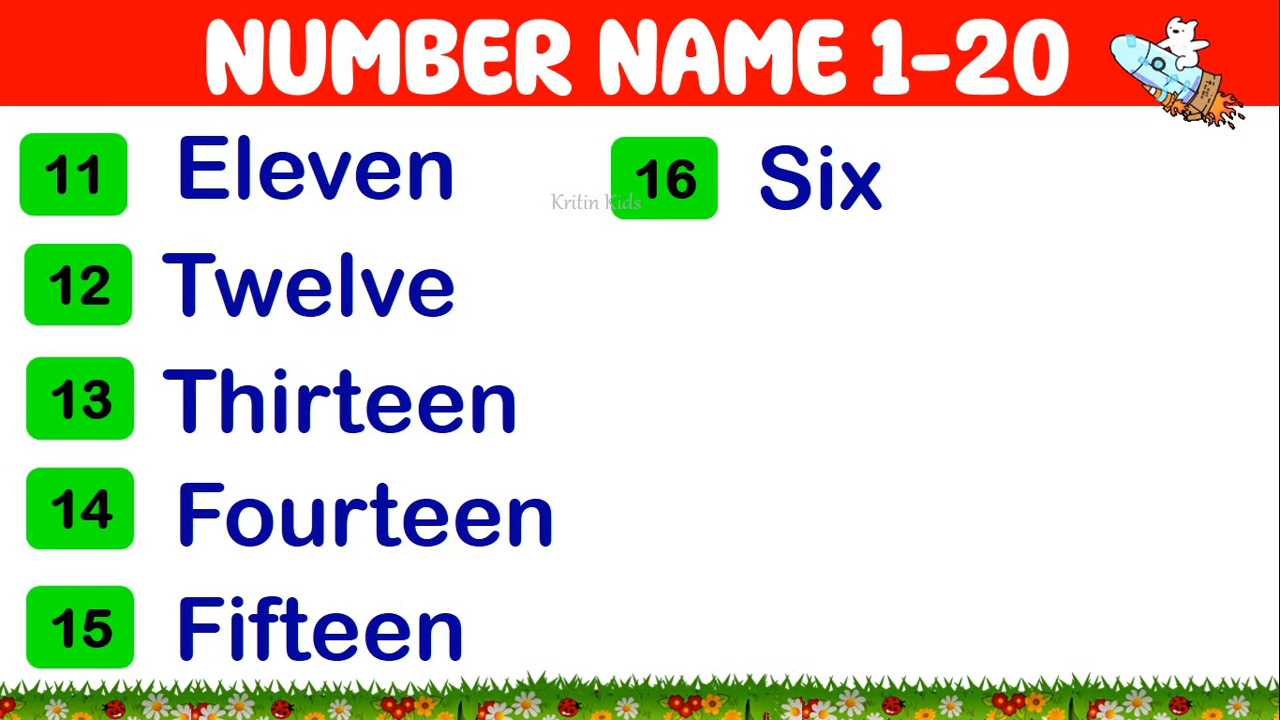 NUMBER NAME 1-20
11 Eleven
12 Twelve
13 Thirteen
14 Fourteen
15 Fifteen
16 Six
Kritin Kids